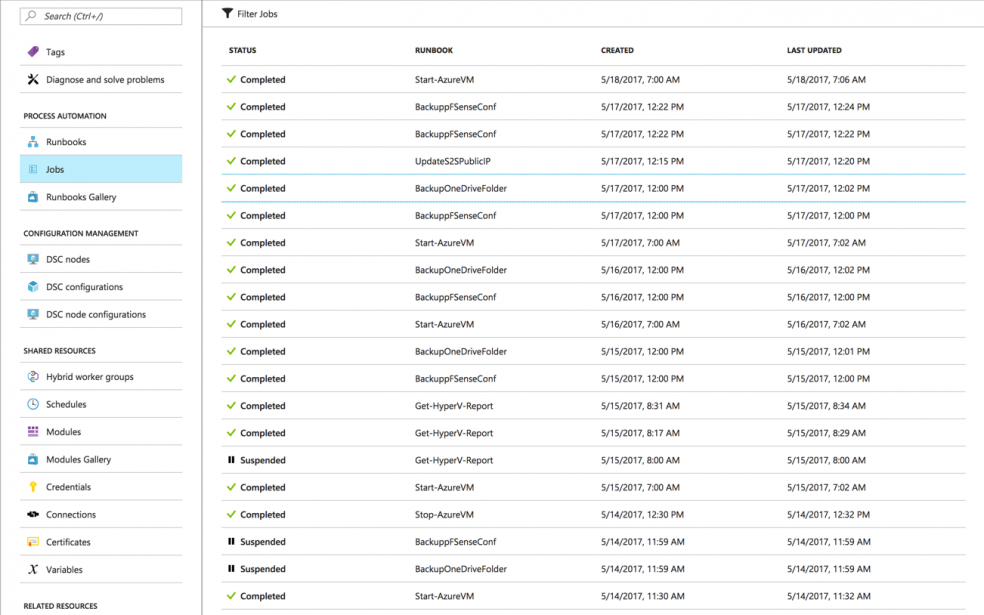 Search (Ctrl+/)
Tags
Diagnose and solve problems
PROCESS AUTOMATION
Runbooks
Jobs
Runbooks Gallery
CONFIGURATION MANAGEMENT
DSC nodes
DSC configurations
DSC node configurations
SHARED RESOURCES
Hybrid worker groups
Schedules
Modules
Modules Gallery
Credentials
Connections
Certificates
Variables
RELATED RESOURCES
Filter Jobs
STATUS RUNBOOK CREATED LAST UPDATED
Completed Start-AzureVM 5/18/2017, 7:00 AM 5/18/2017, 7:06 AM
Completed BackuppFSenseConf 5/17/2017, 12:22 PM 5/17/2017, 12:24 PM
Completed BackuppFSenseConf 5/17/2017, 12:22 PM 5/17/2017, 12:22 PM
Completed UpdateS2SPublicIP 5/17/2017, 12:15 PM 5/17/2017, 12:20 PM
Completed BackupOneDriveFolder 5/17/2017, 12:00 PM 5/17/2017, 12:02 PM
Completed BackuppFSenseConf 5/17/2017, 12:00 PM 5/17/2017, 12:00 PM
Completed Start-AzureVM 5/17/2017, 7:00 AM 5/17/2017, 7:02 AM
Completed BackupOneDriveFolder 5/16/2017, 12:00 PM 5/16/2017, 12:02 PM
Completed BackuppFSenseConf 5/16/2017, 12:00 PM 5/16/2017, 12:00 PM
Completed Start-AzureVM 5/16/2017, 7:00 AM 5/16/2017, 7:02 AM
Completed BackupOneDriveFolder 5/15/2017, 12:00 PM 5/15/2017, 12:01 PM
Completed BackuppFSenseConf 5/15/2017, 12:00 PM 5/15/2017, 12:00 PM
Completed Get-HyperV-Report 5/15/2017, 8:31 AM 5/15/2017, 8:34 AM
Completed Get-HyperV-Report 5/15/2017, 8:17 AM 5/15/2017, 8:29 AM
Suspended Get-HyperV-Report 5/15/2017, 8:00 AM 5/15/2017, 8:00 AM
Completed Start-AzureVM 5/15/2017, 7:00 AM 5/15/2017, 7:02 AM
Completed Stop-AzureVM 5/14/2017, 12:30 PM 5/14/2017, 12:32 PM
Suspended BackuppFSenseConf 5/14/2017, 11:59 AM 5/14/2017, 11:59 AM
Suspended BackupOneDriveFolder 5/14/2017, 11:59 AM 5/14/2017, 11:59 AM
Completed Start-AzureVM 5/14/2017, 11:30 AM 5/14/2017, 11:32 AM